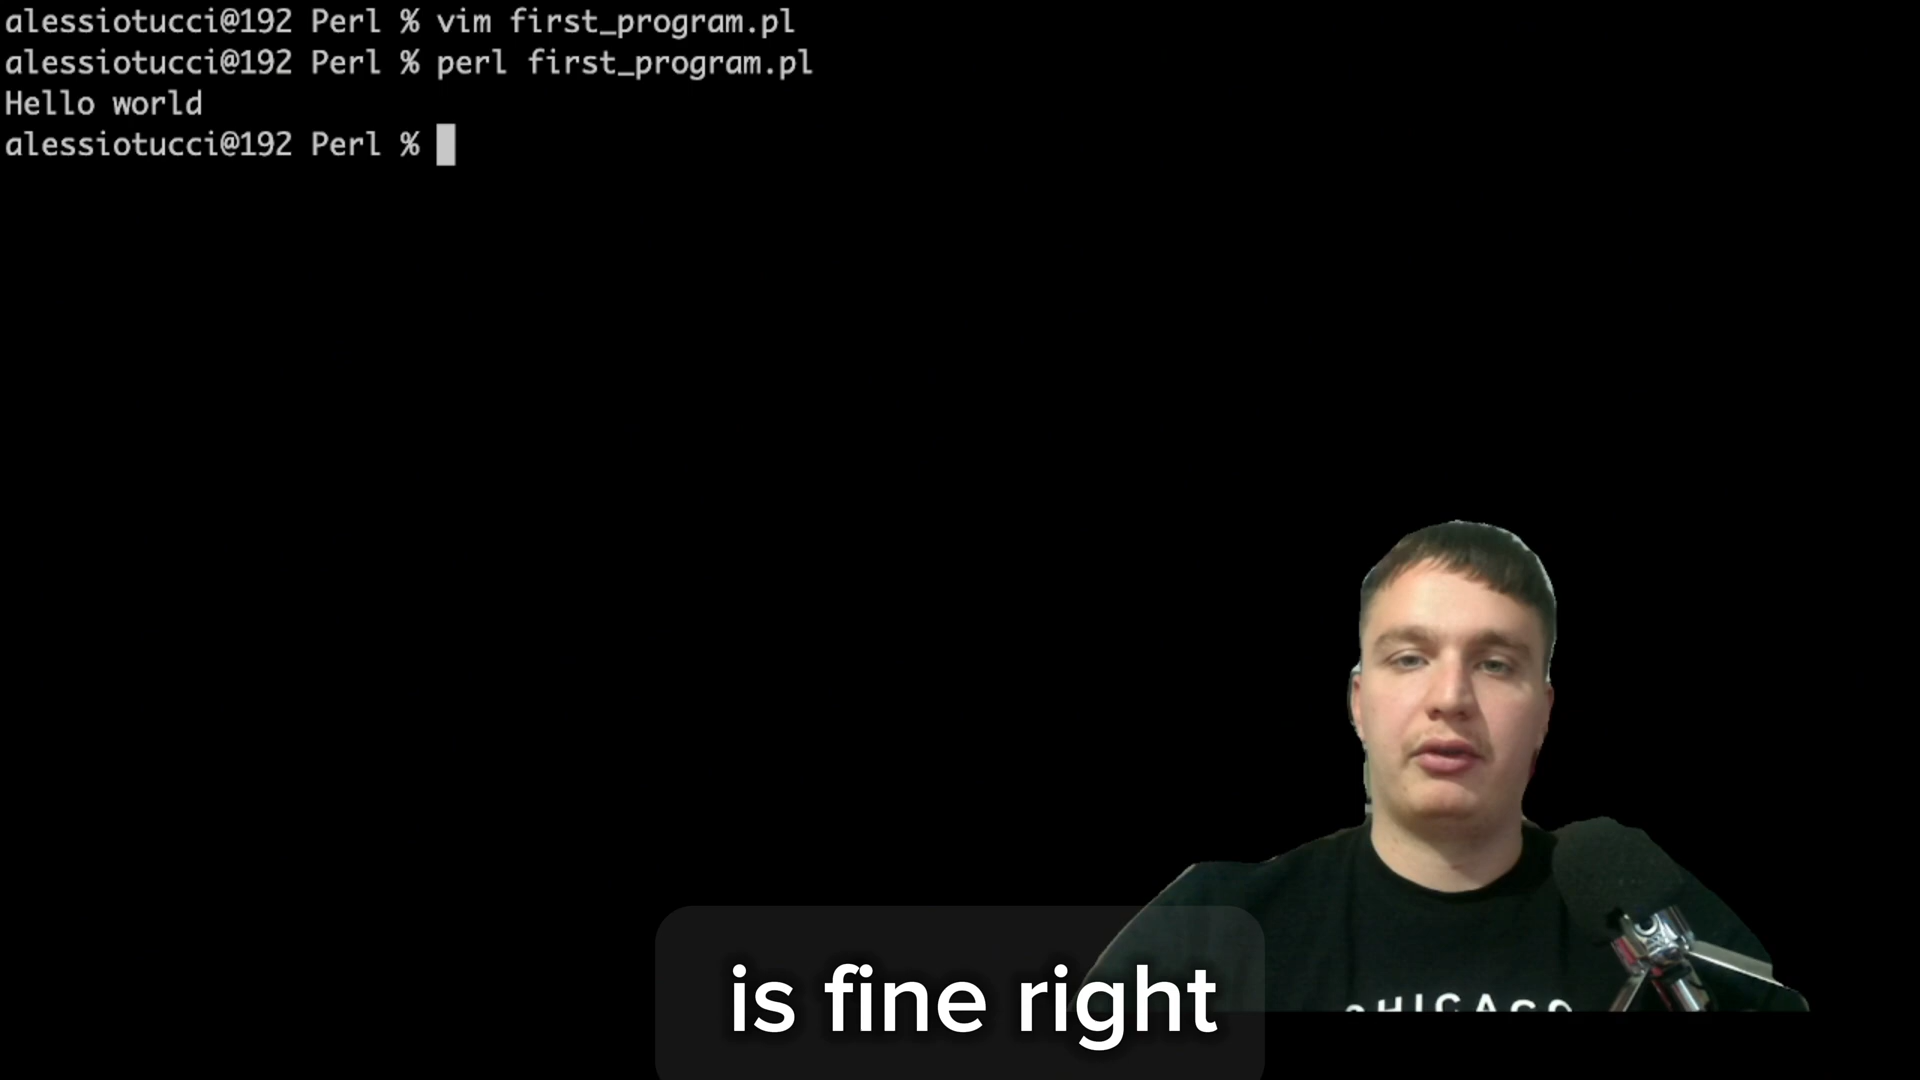 alessiotucci@192 Perl % vim first_program.pl
alessiotucci@192 Perl % perl first_program.pl
Hello world
alessiotucci@192 Perl %
CHICAGO
is fine right